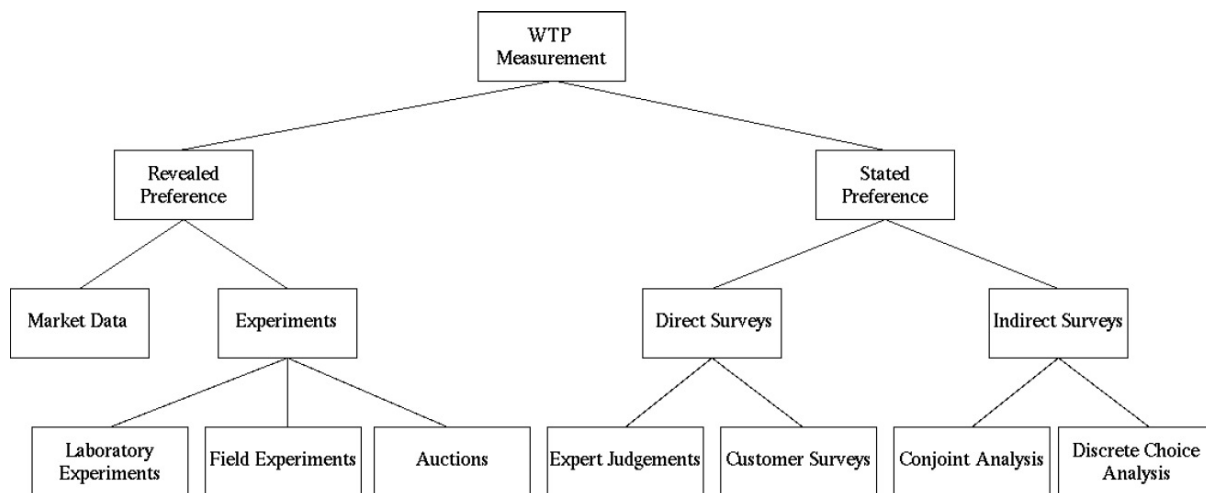 WTP
Measurement
Revealed
Preference
Stated
Preference
Market Data
Experiments
Direct Surveys
Indirect Surveys
Laboratory
Experiments
Field Experiments
Auctions
Expert Judgements
Customer Surveys
Conjoint Analysis
Discrete Choice
Analysis